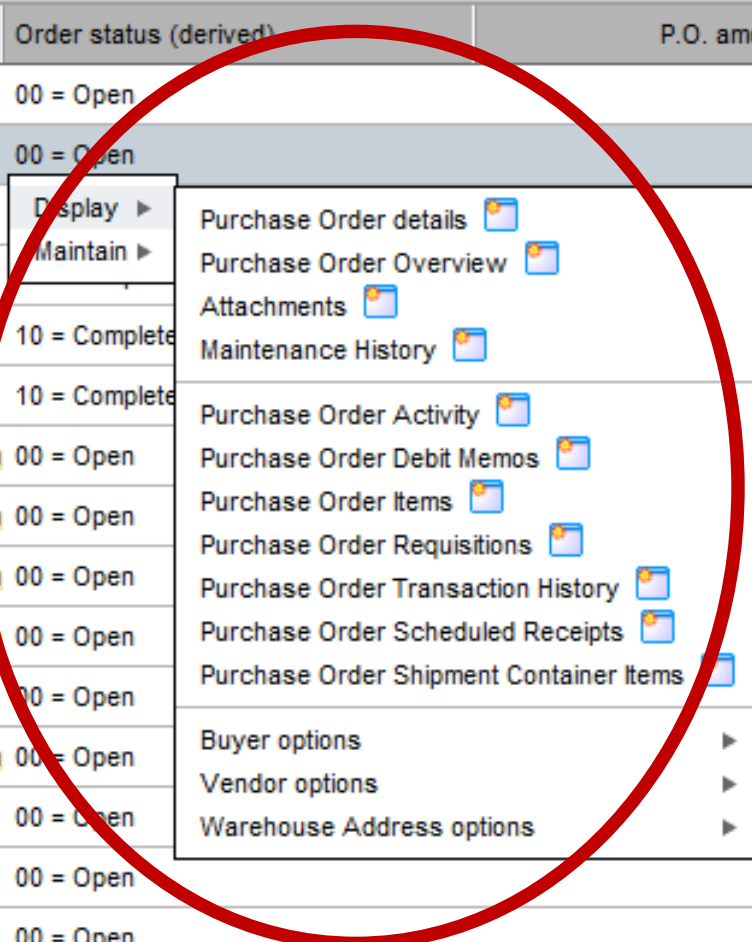 Order status (derived) P.O. am
00 = Open
00 = Open
Display
Maintain
Purchase Order details
Purchase Order Overview
Attachments
Maintenance History
Purchase Order Activity
Purchase Order Debit Memos
Purchase Order Items
Purchase Order Requisitions
Purchase Order Transaction History
Purchase Order Scheduled Receipts
Purchase Order Shipment Container Items
Buyer options
Vendor options
Warehouse Address options
10 = Complete
10 = Complete
00 = Open
00 = Open
00 = Open
00 = Open
00 = Open
00 = Open
00 = Open
00 = Open
00 = Open